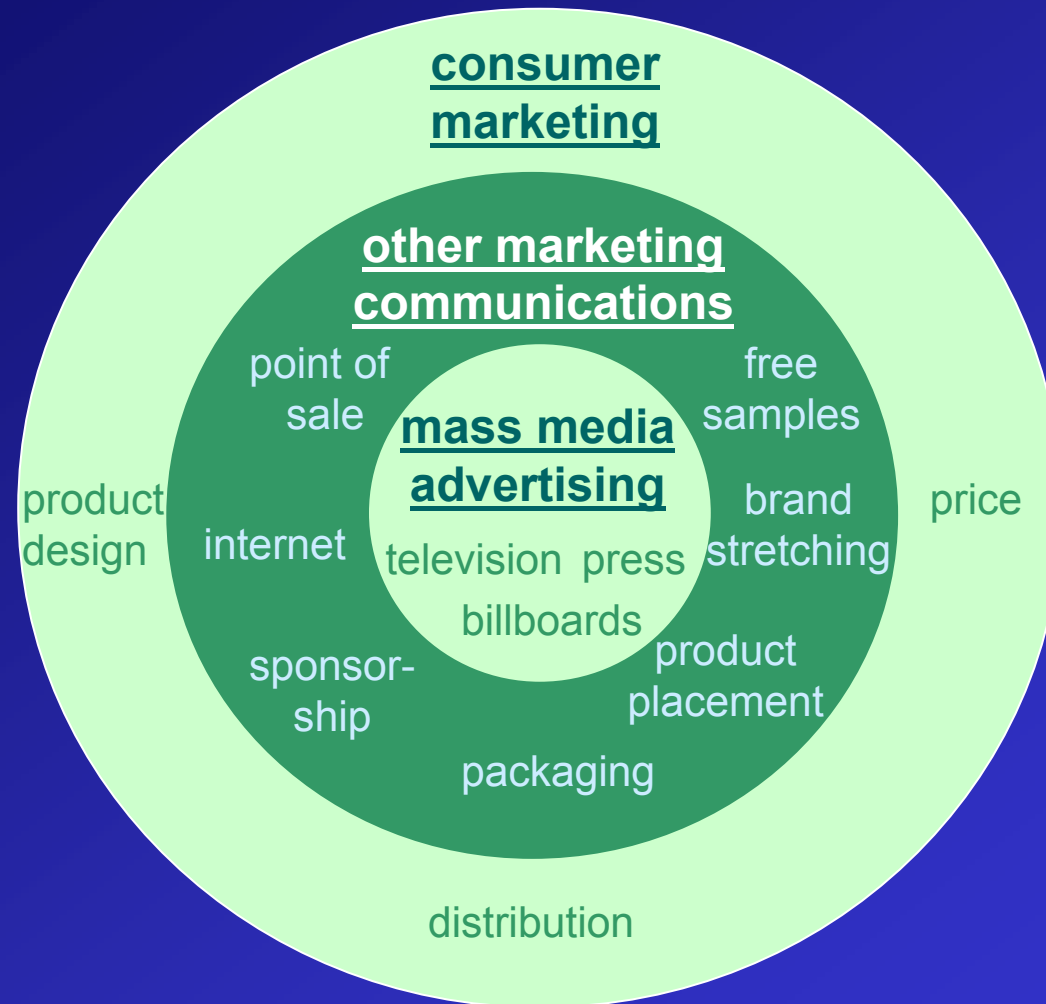 consumer
marketing
other marketing
communications
point of
sale
free
samples
mass media
advertising
product
design
internet
television press
billboards
brand
stretching
price
sponsor-
ship
product
placement
packaging
distribution